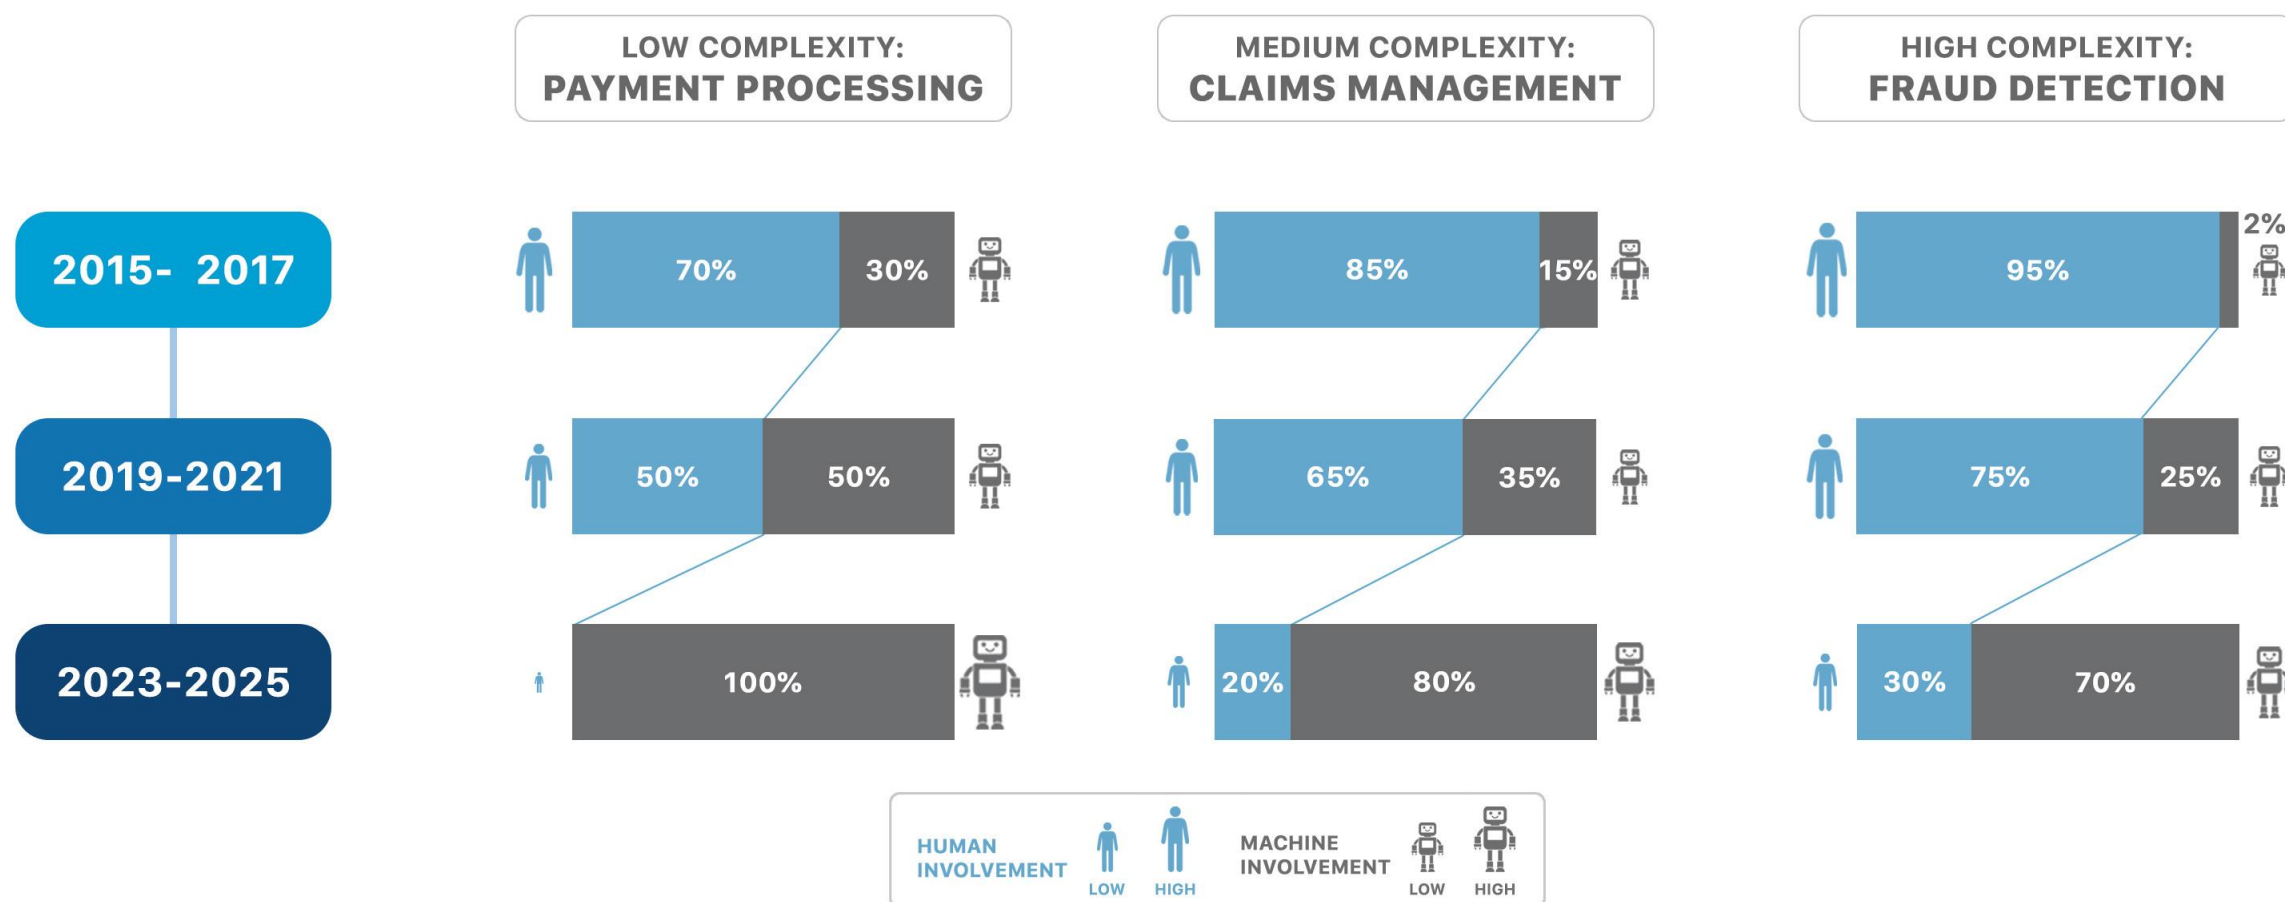 LOW COMPLEXITY:
PAYMENT PROCESSING
MEDIUM COMPLEXITY:
CLAIMS MANAGEMENT
HIGH COMPLEXITY:
FRAUD DETECTION
2015- 2017
70%
30%
85%
15%
95%
2%
2019-2021
50%
50%
65%
35%
75%
25%
2023-2025
100%
20%
80%
30%
70%
HUMAN
INVOLVEMENT
LOW
HIGH
MACHINE
INVOLVEMENT
LOW
HIGH